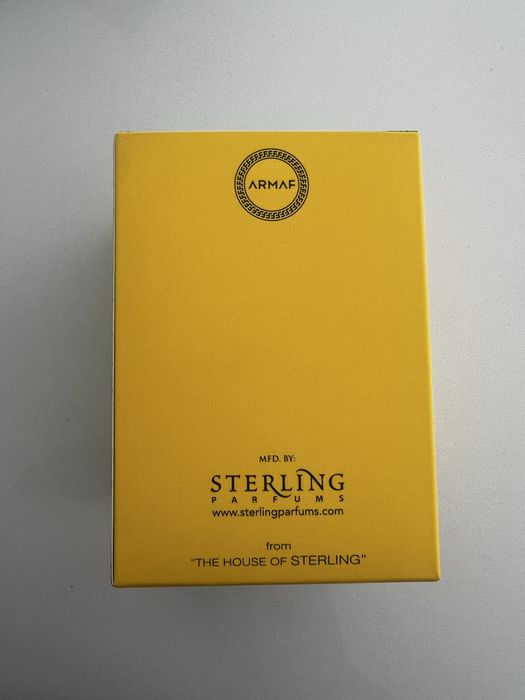 ARMAF
MFD. BY:
STERLING
PARFUMS
www.sterlingparfums.com
from
“THE HOUSE OF STERLING”